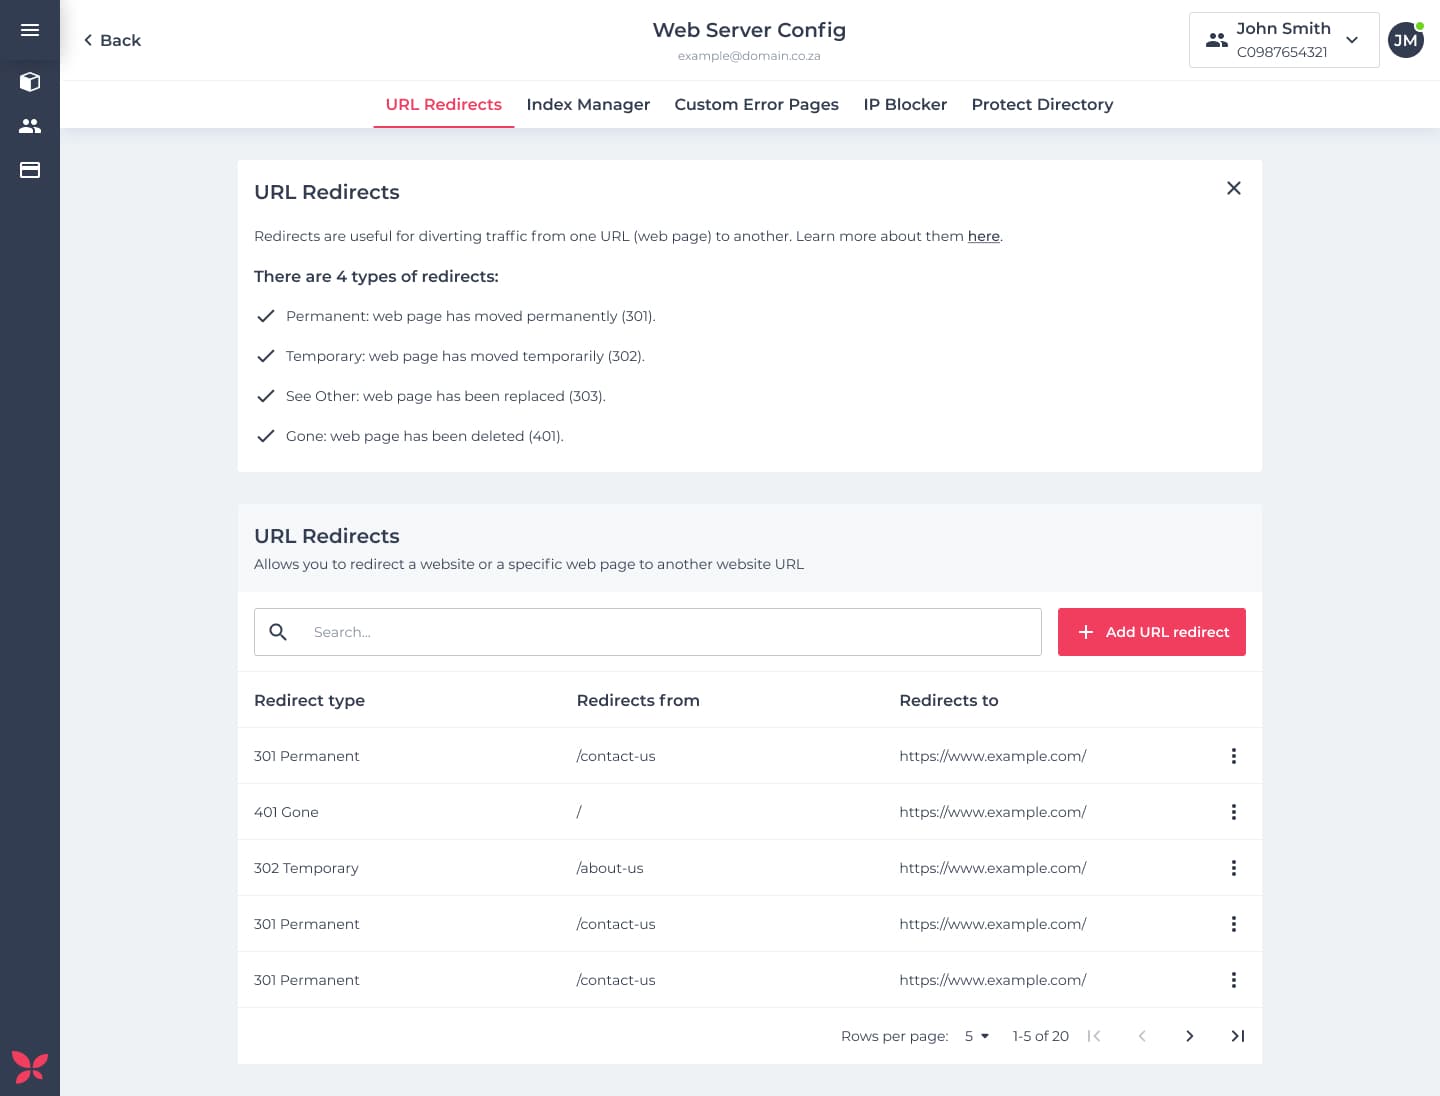 Back
Web Server Config
example@domain.co.za
John Smith
C0987654321
JM
URL Redirects Index Manager Custom Error Pages IP Blocker Protect Directory
URL Redirects
Redirects are useful for diverting traffic from one URL (web page) to another. Learn more about them here.
There are 4 types of redirects:
Permanent: web page has moved permanently (301).
Temporary: web page has moved temporarily (302).
See Other: web page has been replaced (303).
Gone: web page has been deleted (401).
URL Redirects
Allows you to redirect a website or a specific web page to another website URL
Search... Add URL redirect
Redirect type Redirects from Redirects to
301 Permanent /contact-us https://www.example.com/
401 Gone / https://www.example.com/
302 Temporary /about-us https://www.example.com/
301 Permanent /contact-us https://www.example.com/
301 Permanent /contact-us https://www.example.com/
Rows per page: 5 1-5 of 20